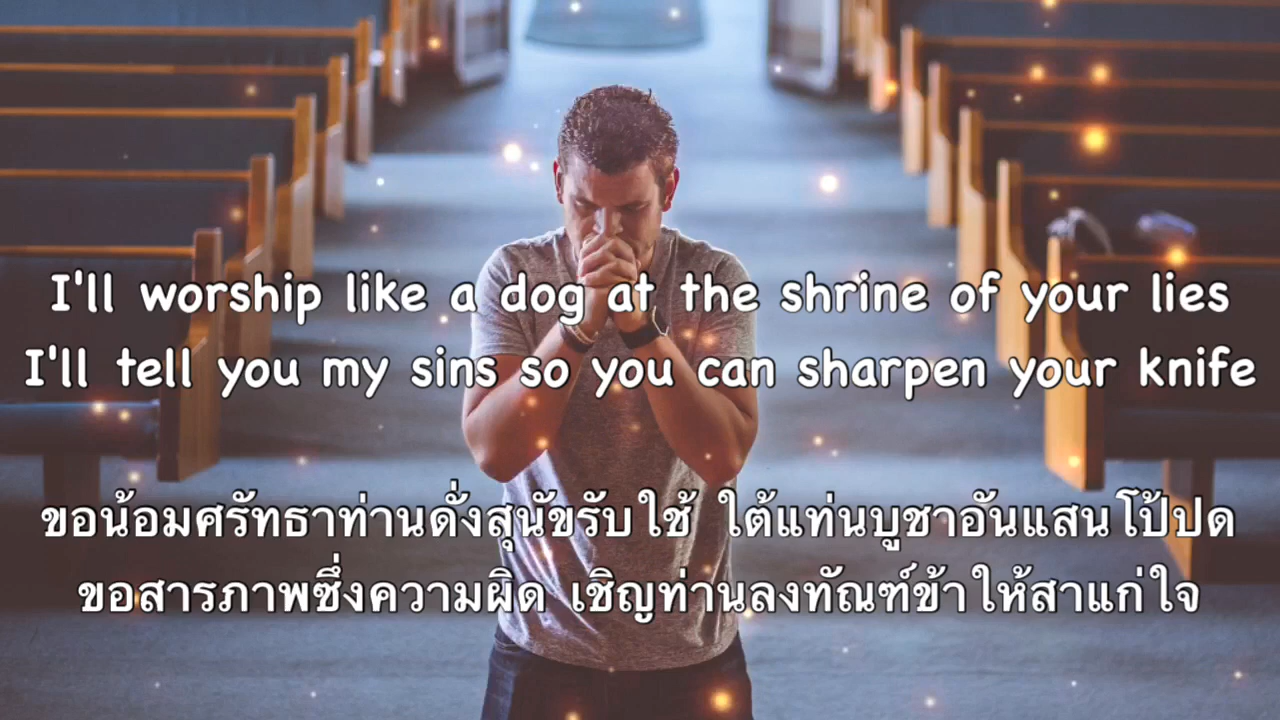 I'll worship like a dog at the shrine of your lies
I'll tell you my sins so you can sharpen your knife
ขอน้อมศรัทธาท่านดั่งสุนัขรับใช้ ใต้แท่นบูชาอันแสนโป้ปด
ขอสารภาพซึ่งความผิด เชิญท่านลงทัณฑ์ข้าให้สาแก่ใจ